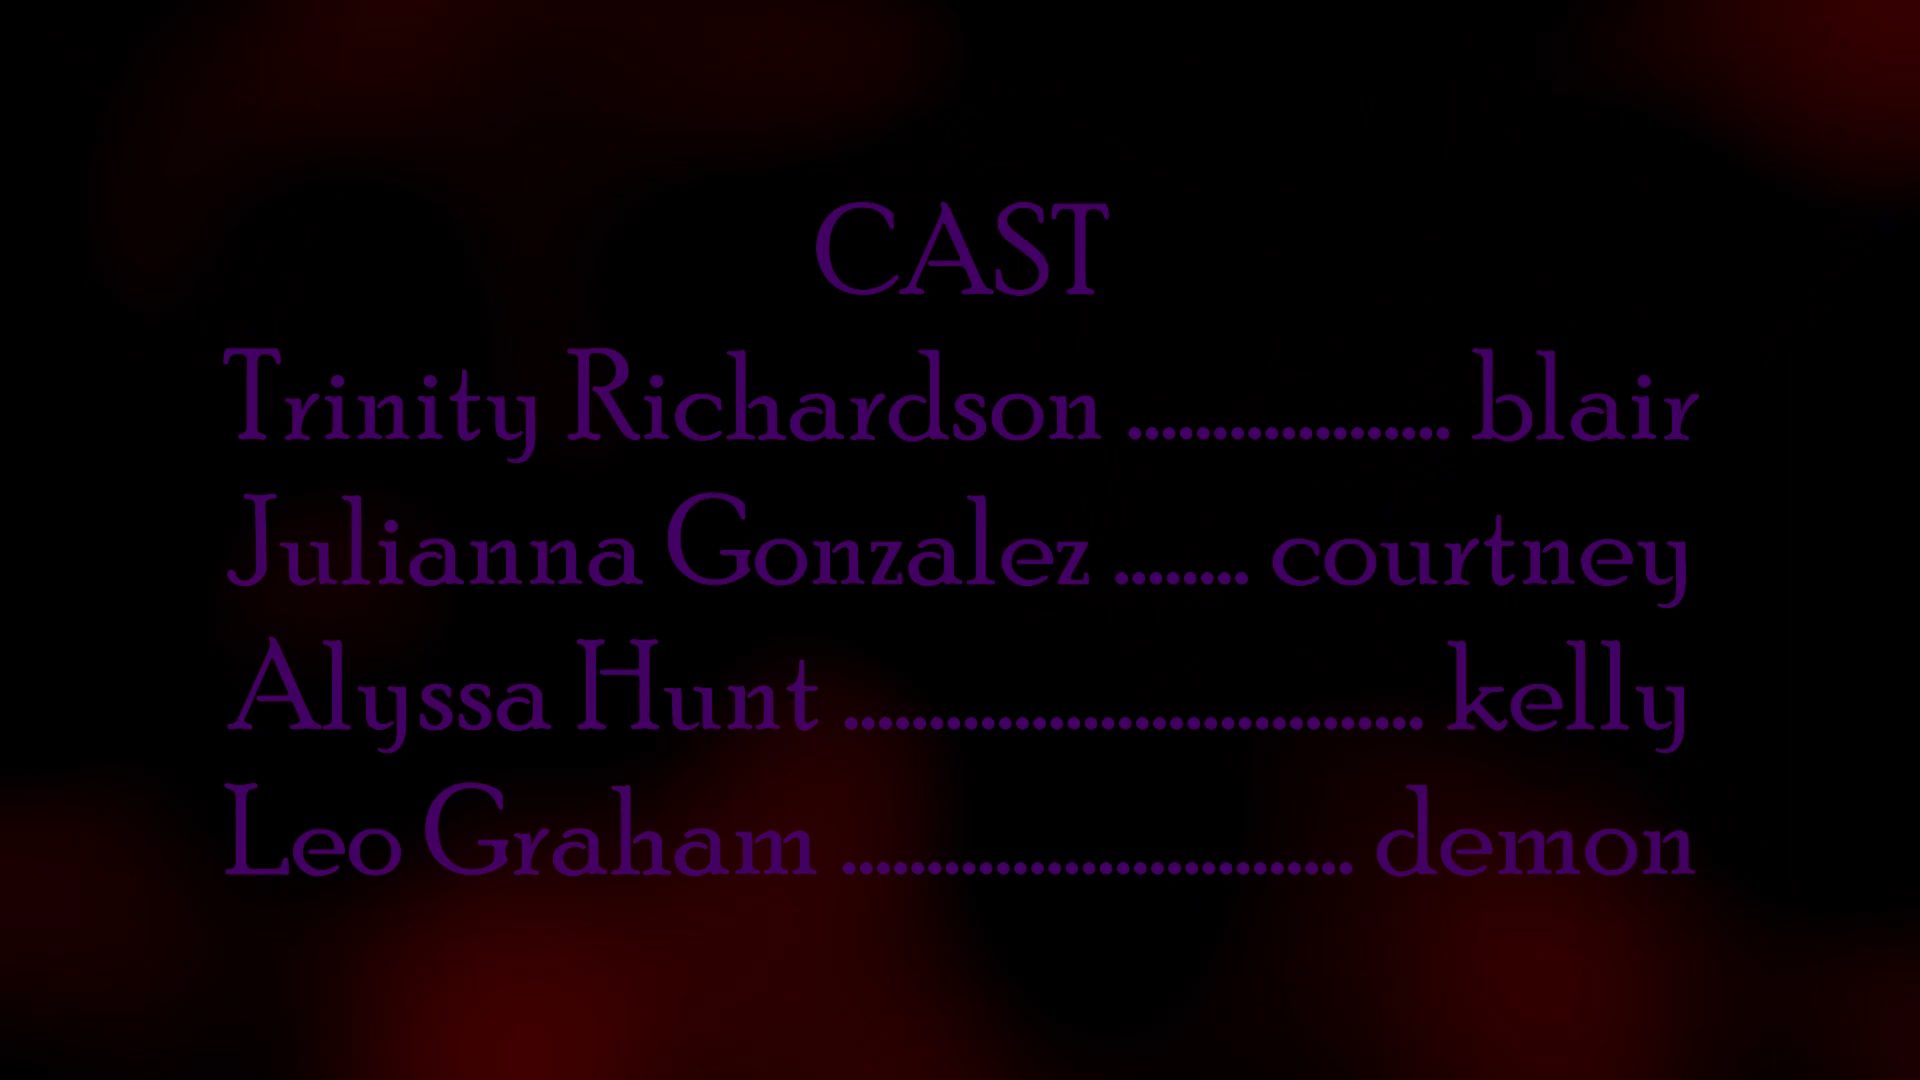 CAST
Trinity Richardson ................... blair
Julianna Gonzalez ........ courtney
Alyssa Hunt .................................. kelly
Leo Graham .............................. demon